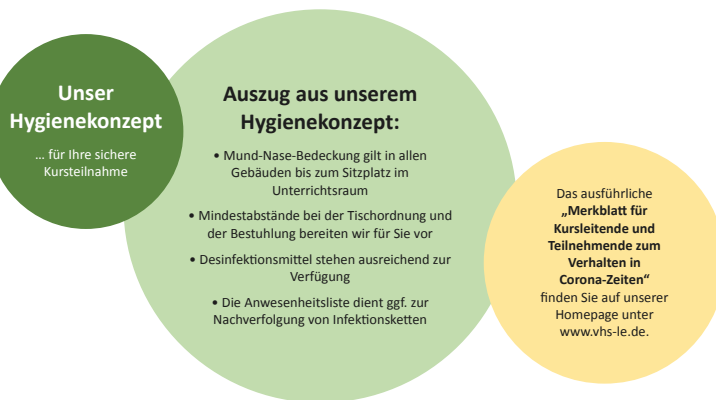 Unser
Hygienekonzept
... für Ihre sichere
Kursteilnahme
Auszug aus unserem
Hygienekonzept:
• Mund-Nase-Bedeckung gilt in allen
Gebäuden bis zum Sitzplatz im
Unterrichtsraum
• Mindestabstände bei der Tischordnung und
der Bestuhlung bereiten wir für Sie vor
• Desinfektionsmittel stehen ausreichend zur
Verfügung
• Die Anwesenheitsliste dient ggf. zur
Nachverfolgung von Infektionsketten
Das ausführliche
„Merkblatt für
Kursleitende und
Teilnehmende zum
Verhalten in
Corona-Zeiten“
finden Sie auf unserer
Homepage unter
www.vhs-le.de.